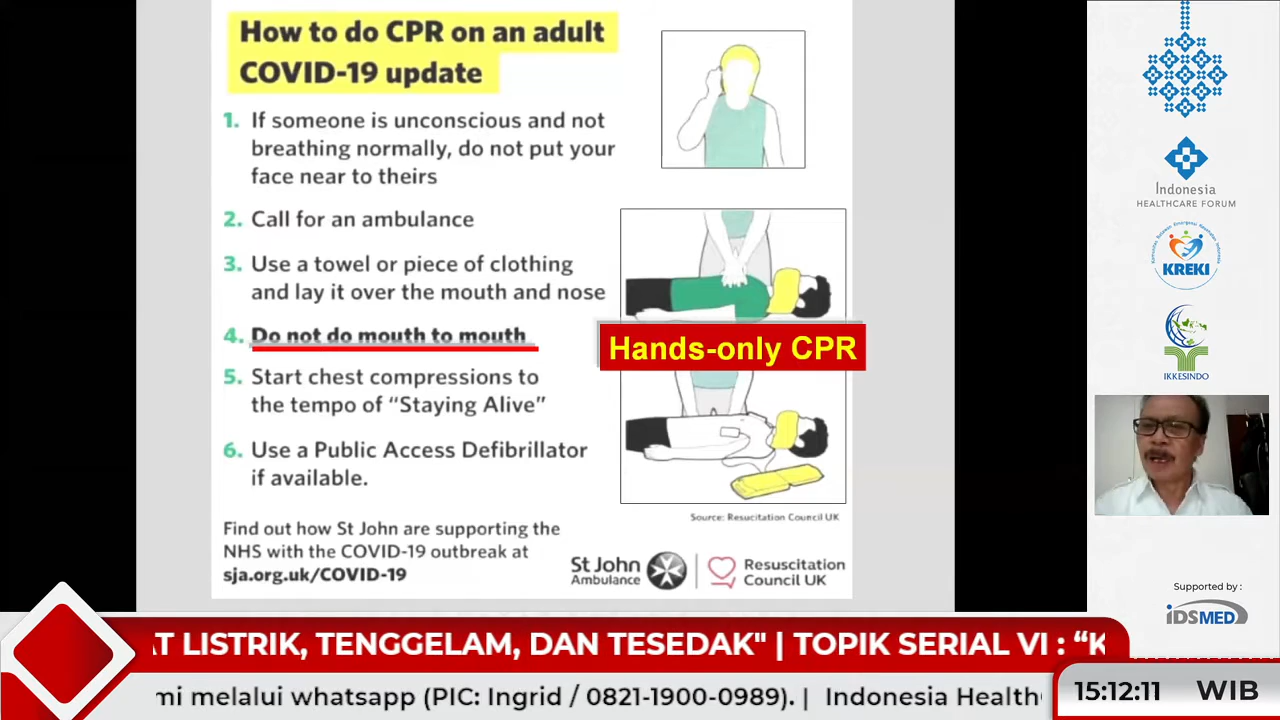 How to do CPR on an adult
COVID-19 update
1. If someone is unconscious and not
breathing normally, do not put your
face near to theirs
2. Call for an ambulance
3. Use a towel or piece of clothing
and lay it over the mouth and nose
4. Do not do mouth to mouth
5. Start chest compressions to
the tempo of “Staying Alive”
6. Use a Public Access Defibrillator
if available.
Hands-only CPR
Source: Resucitation Council UK
Find out how St John are supporting the
NHS with the COVID-19 outbreak at
sja.org.uk/COVID-19
St John
Ambulance
Resuscitation
Council UK
Indonesia
HEALTHCARE FORUM
KREKI
IKKESINDO
Supported by :
iDSMED
AT LISTRIK, TENGGELAM, DAN TESEDAK" | TOPIK SERIAL VI : “K
mi melalui whatsapp (PIC: Ingrid / 0821-1900-0989). | Indonesia Health
15:12:11 WIB